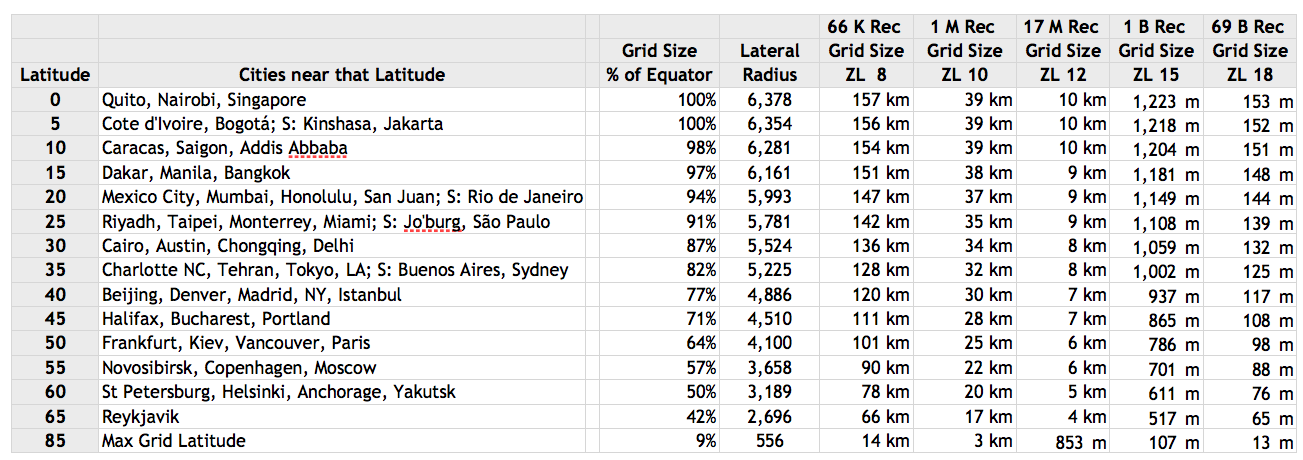 66 K Rec 1 M Rec 17 M Rec 1 B Rec 69 B Rec
Grid Size Lateral Grid Size Grid Size Grid Size Grid Size Grid Size
Latitude Cities near that Latitude % of Equator Radius ZL 8 ZL 10 ZL 12 ZL 15 ZL 18
0 Quito, Nairobi, Singapore 100% 6,378 157 km 39 km 10 km 1,223 m 153 m
5 Cote d'Ivoire, Bogotá; S: Kinshasa, Jakarta 100% 6,354 156 km 39 km 10 km 1,218 m 152 m
10 Caracas, Saigon, Addis Abbaba 98% 6,281 154 km 39 km 10 km 1,204 m 151 m
15 Dakar, Manila, Bangkok 97% 6,161 151 km 38 km 9 km 1,181 m 148 m
20 Mexico City, Mumbai, Honolulu, San Juan; S: Rio de Janeiro 94% 5,993 147 km 37 km 9 km 1,149 m 144 m
25 Riyadh, Taipei, Monterrey, Miami; S: Jo'burg, São Paulo 91% 5,781 142 km 35 km 9 km 1,108 m 139 m
30 Cairo, Austin, Chongqing, Delhi 87% 5,524 136 km 34 km 8 km 1,059 m 132 m
35 Charlotte NC, Tehran, Tokyo, LA; S: Buenos Aires, Sydney 82% 5,225 128 km 32 km 8 km 1,002 m 125 m
40 Beijing, Denver, Madrid, NY, Istanbul 77% 4,886 120 km 30 km 7 km 937 m 117 m
45 Halifax, Bucharest, Portland 71% 4,510 111 km 28 km 7 km 865 m 108 m
50 Frankfurt, Kiev, Vancouver, Paris 64% 4,100 101 km 25 km 6 km 786 m 98 m
55 Novosibirsk, Copenhagen, Moscow 57% 3,658 90 km 22 km 6 km 701 m 88 m
60 St Petersburg, Helsinki, Anchorage, Yakutsk 50% 3,189 78 km 20 km 5 km 611 m 76 m
65 Reykjavik 42% 2,696 66 km 17 km 4 km 517 m 65 m
85 Max Grid Latitude 9% 556 14 km 3 km 853 m 107 m 13 m